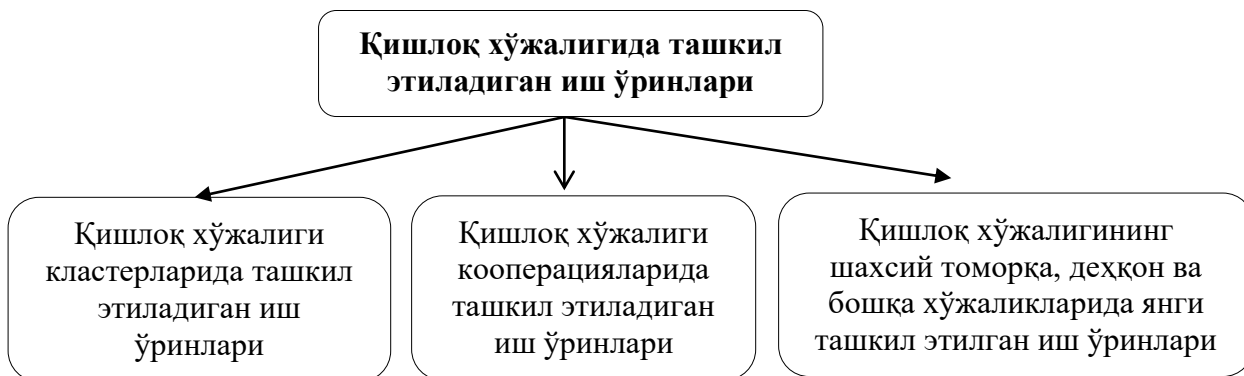 Қишлоқ хўжалигида ташкил
этиладиган иш ўринлари
Қишлоқ хўжалиги
кластерларида ташкил
этиладиган иш
ўринлари
Қишлоқ хўжалиги
кооперацияларида
ташкил этиладиган
иш ўринлари
Қишлоқ хўжалигининг
шахсий томорқа, деҳқон ва
бошқа хўжаликларида янги
ташкил этилган иш ўринлари